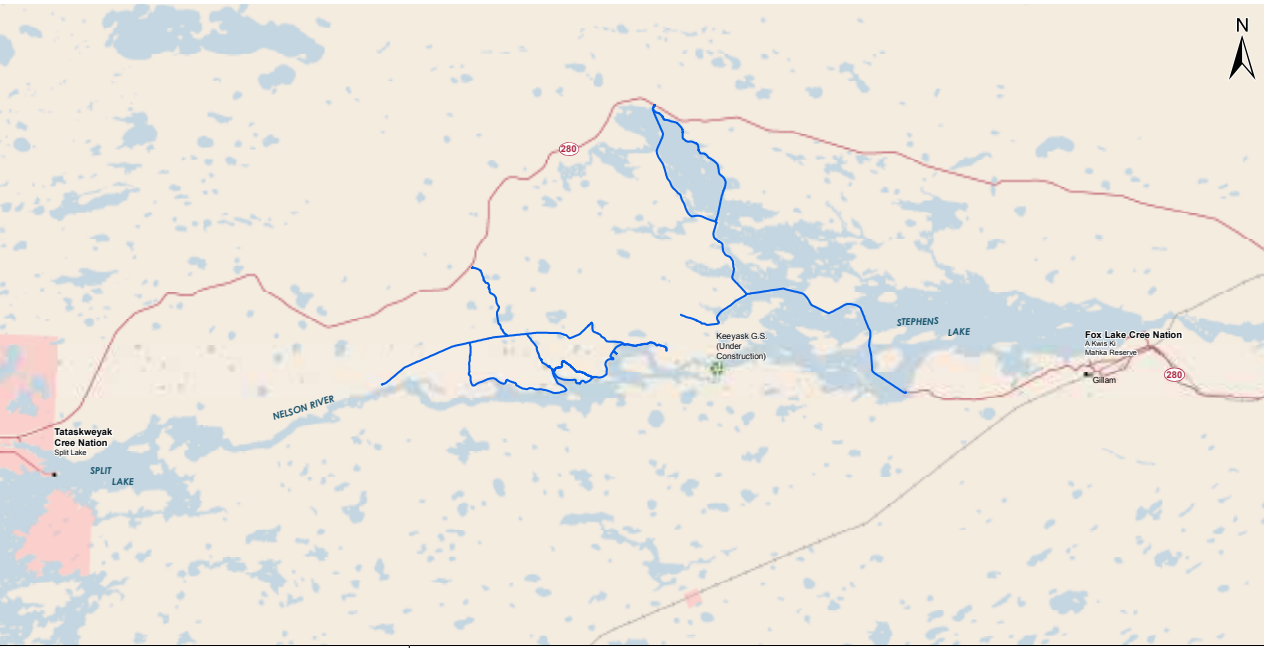 N
280
STEPHENS
LAKE
Keeyask G.S.
(Under
Construction)
Fox Lake Cree Nation
A Kwis Ki
Mahka Reserve
Gillam
280
NELSON RIVER
Tataskweyak
Cree Nation
Split Lake
SPLIT
LAKE